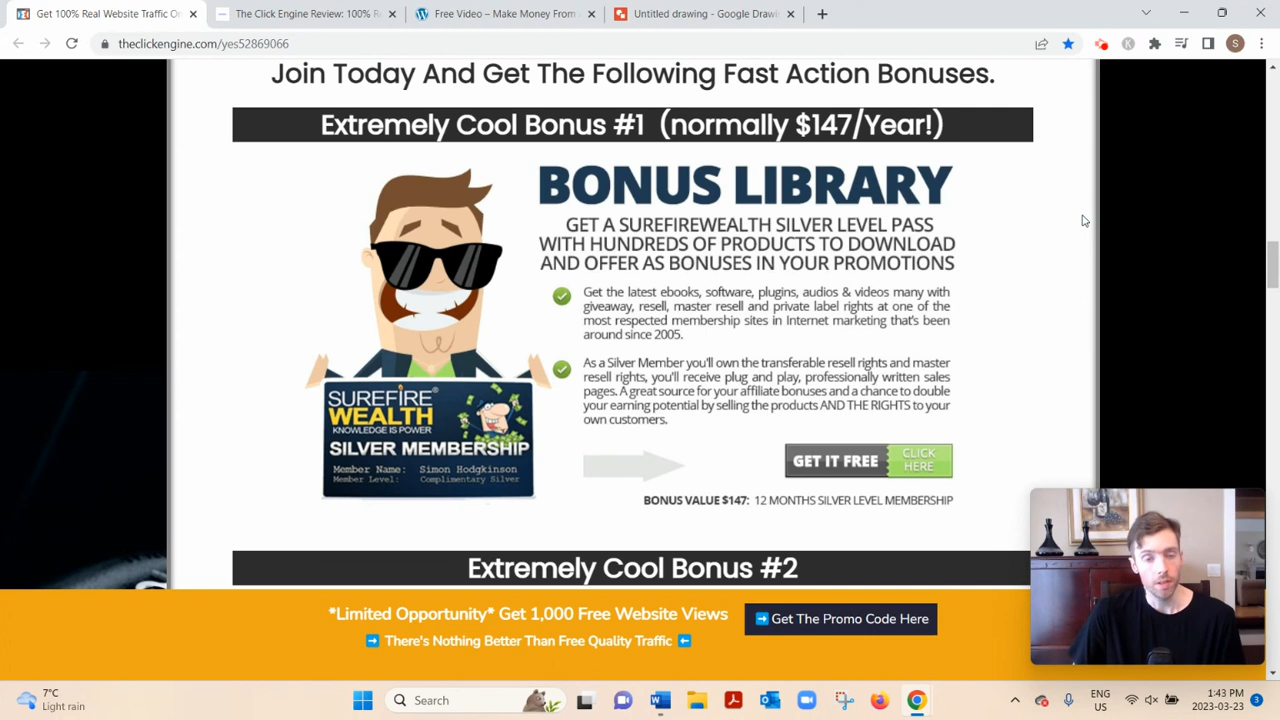 Get 100% Real Website Traffic O
The Click Engine Review: 100% R
Free Video – Make Money From
Untitled drawing - Google Draw
theclickengine.com/yes52869066
K
S
Join Today And Get The Following Fast Action Bonuses.
Extremely Cool Bonus #1 (normally $147/Year!)
BONUS LIBRARY
GET A SUREFIREWEALTH SILVER LEVEL PASS
WITH HUNDREDS OF PRODUCTS TO DOWNLOAD
AND OFFER AS BONUSES IN YOUR PROMOTIONS
Get the latest ebooks, software, plugins, audios & videos many with
giveaway, resell, master resell and private label rights at one of the
most respected membership sites in Internet marketing that's been
around since 2005.
As a Silver Member you'll own the transferable resell rights and master
resell rights, you'll receive plug and play, professionally written sales
pages. A great source for your affiliate bonuses and a chance to double
your earning potential by selling the products AND THE RIGHTS to your
own customers.
SUREFIRE®
WEALTH
KNOWLEDGE IS POWER
SILVER MEMBERSHIP
Member Name: Simon Hodgkinson
Member Level: Complimentary Silver
GET IT FREE
CLICK
HERE
BONUS VALUE $147: 12 MONTHS SILVER LEVEL MEMBERSHIP
Extremely Cool Bonus #2
*Limited Opportunity* Get 1,000 Free Website Views
Get The Promo Code Here
There's Nothing Better Than Free Quality Traffic
7°C
Light rain
Search
ENG
US
1:43 PM
2023-03-23
3